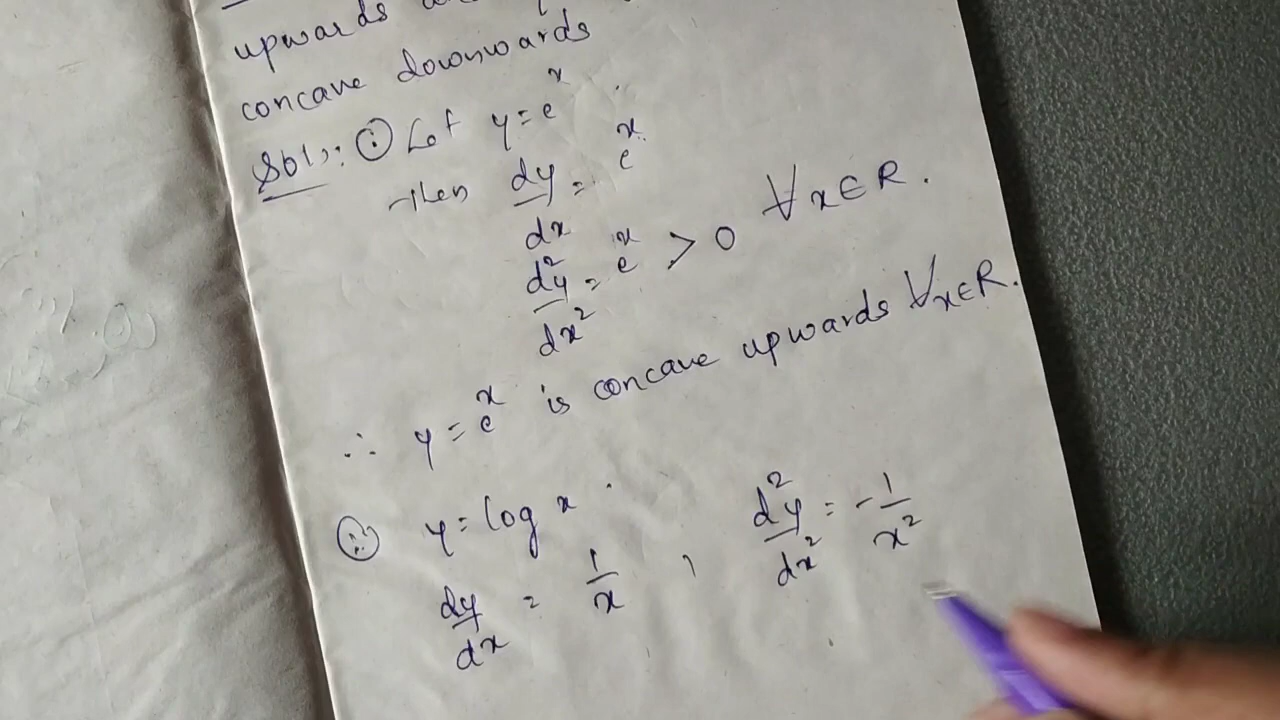 upwards
concave downwards
Soln: (i) Let y = e^x.
Then dy/dx = e^x
d²y/dx² = e^x > 0 ∀ x ∈ R.
∴ y = e^x is concave upwards ∀ x ∈ R.
(ii) y = log x.
dy/dx = 1/x , d²y/dx² = -1/x²